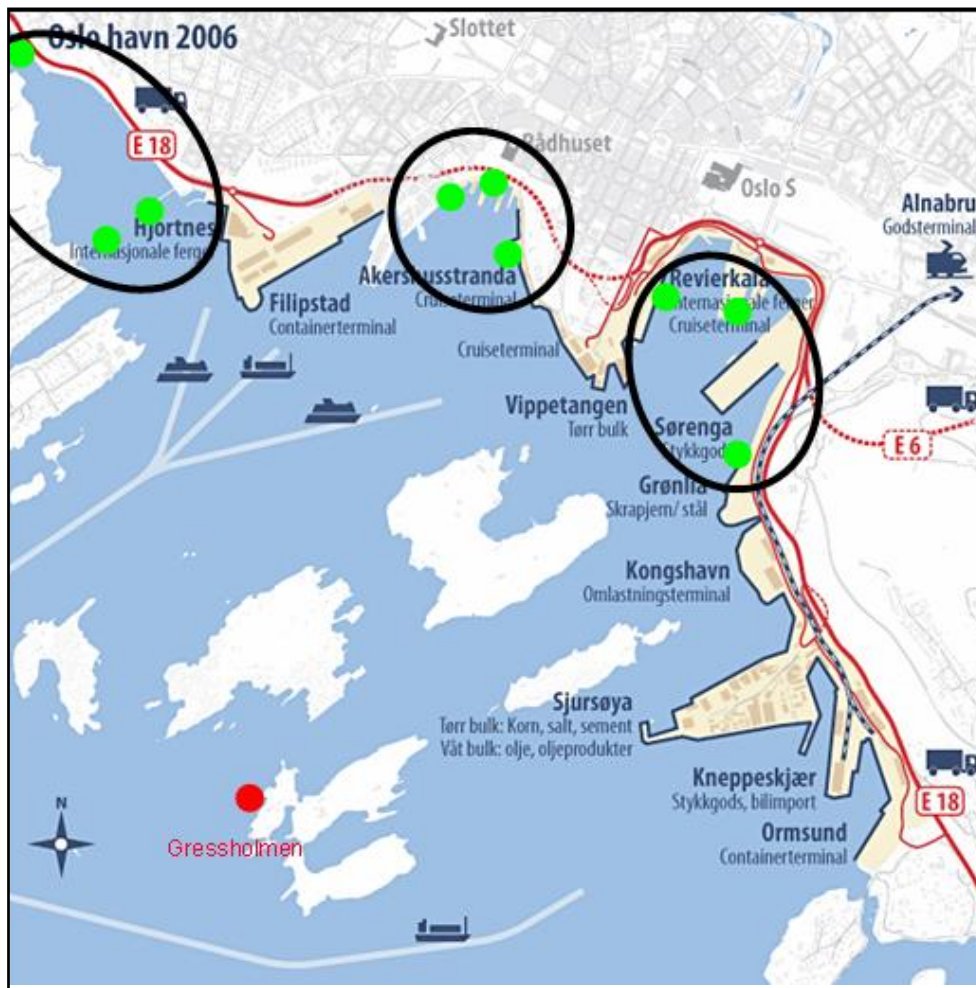 Oslo havn 2006
Slottet
E 18
Rådhuset
Oslo S
Alnabru
Godsterminal
Hjortnes
Internasjonale ferger
Akershusstranda
Cruiseterminal
Revierkaia
Internasjonale ferger
Cruiseterminal
Filipstad
Containerterminal
Cruiseterminal
Vippetangen
Tørr bulk
Sørenga
Stykkgods
E 6
Grønlia
Skrapjern/ stål
Kongshavn
Omlastningsterminal
Sjursøya
Tørr bulk: Korn, salt, sement
Våt bulk: olje, oljeprodukter
Kneppeskjær
Stykkgods, bilimport
E 18
N
Gressholmen
Ormsund
Containerterminal